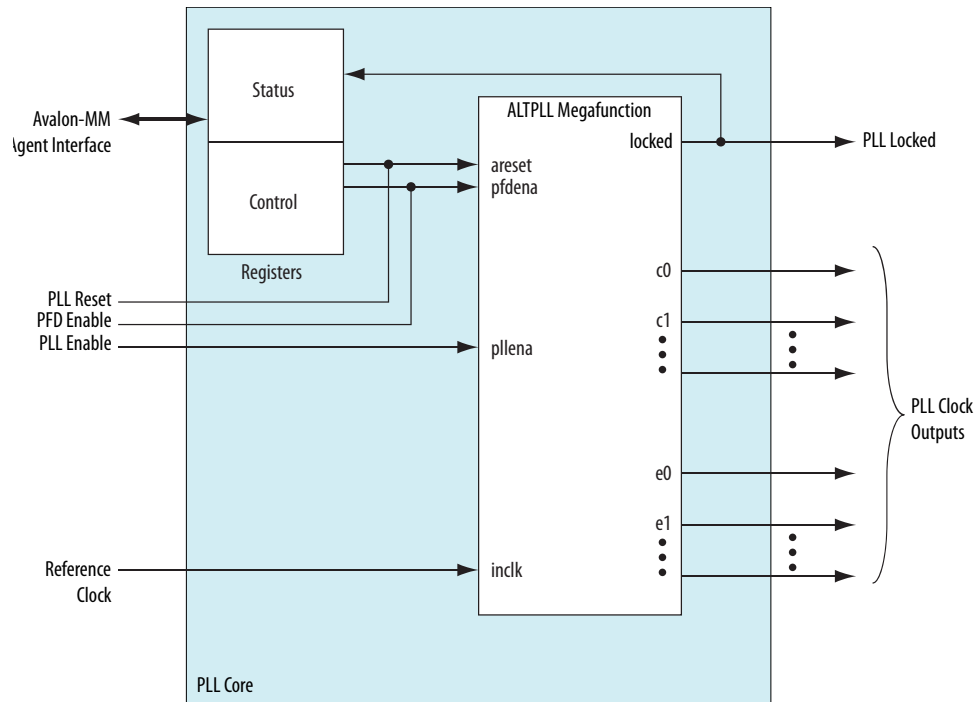 Status
Control
Registers
Avalon-MM
Agent Interface
PLL Reset
PFD Enable
PLL Enable
Reference
Clock
ALTPLL Megafunction
locked
areset
pfdena
c0
c1
pllena
e0
e1
inclk
PLL Locked
PLL Clock
Outputs
PLL Core